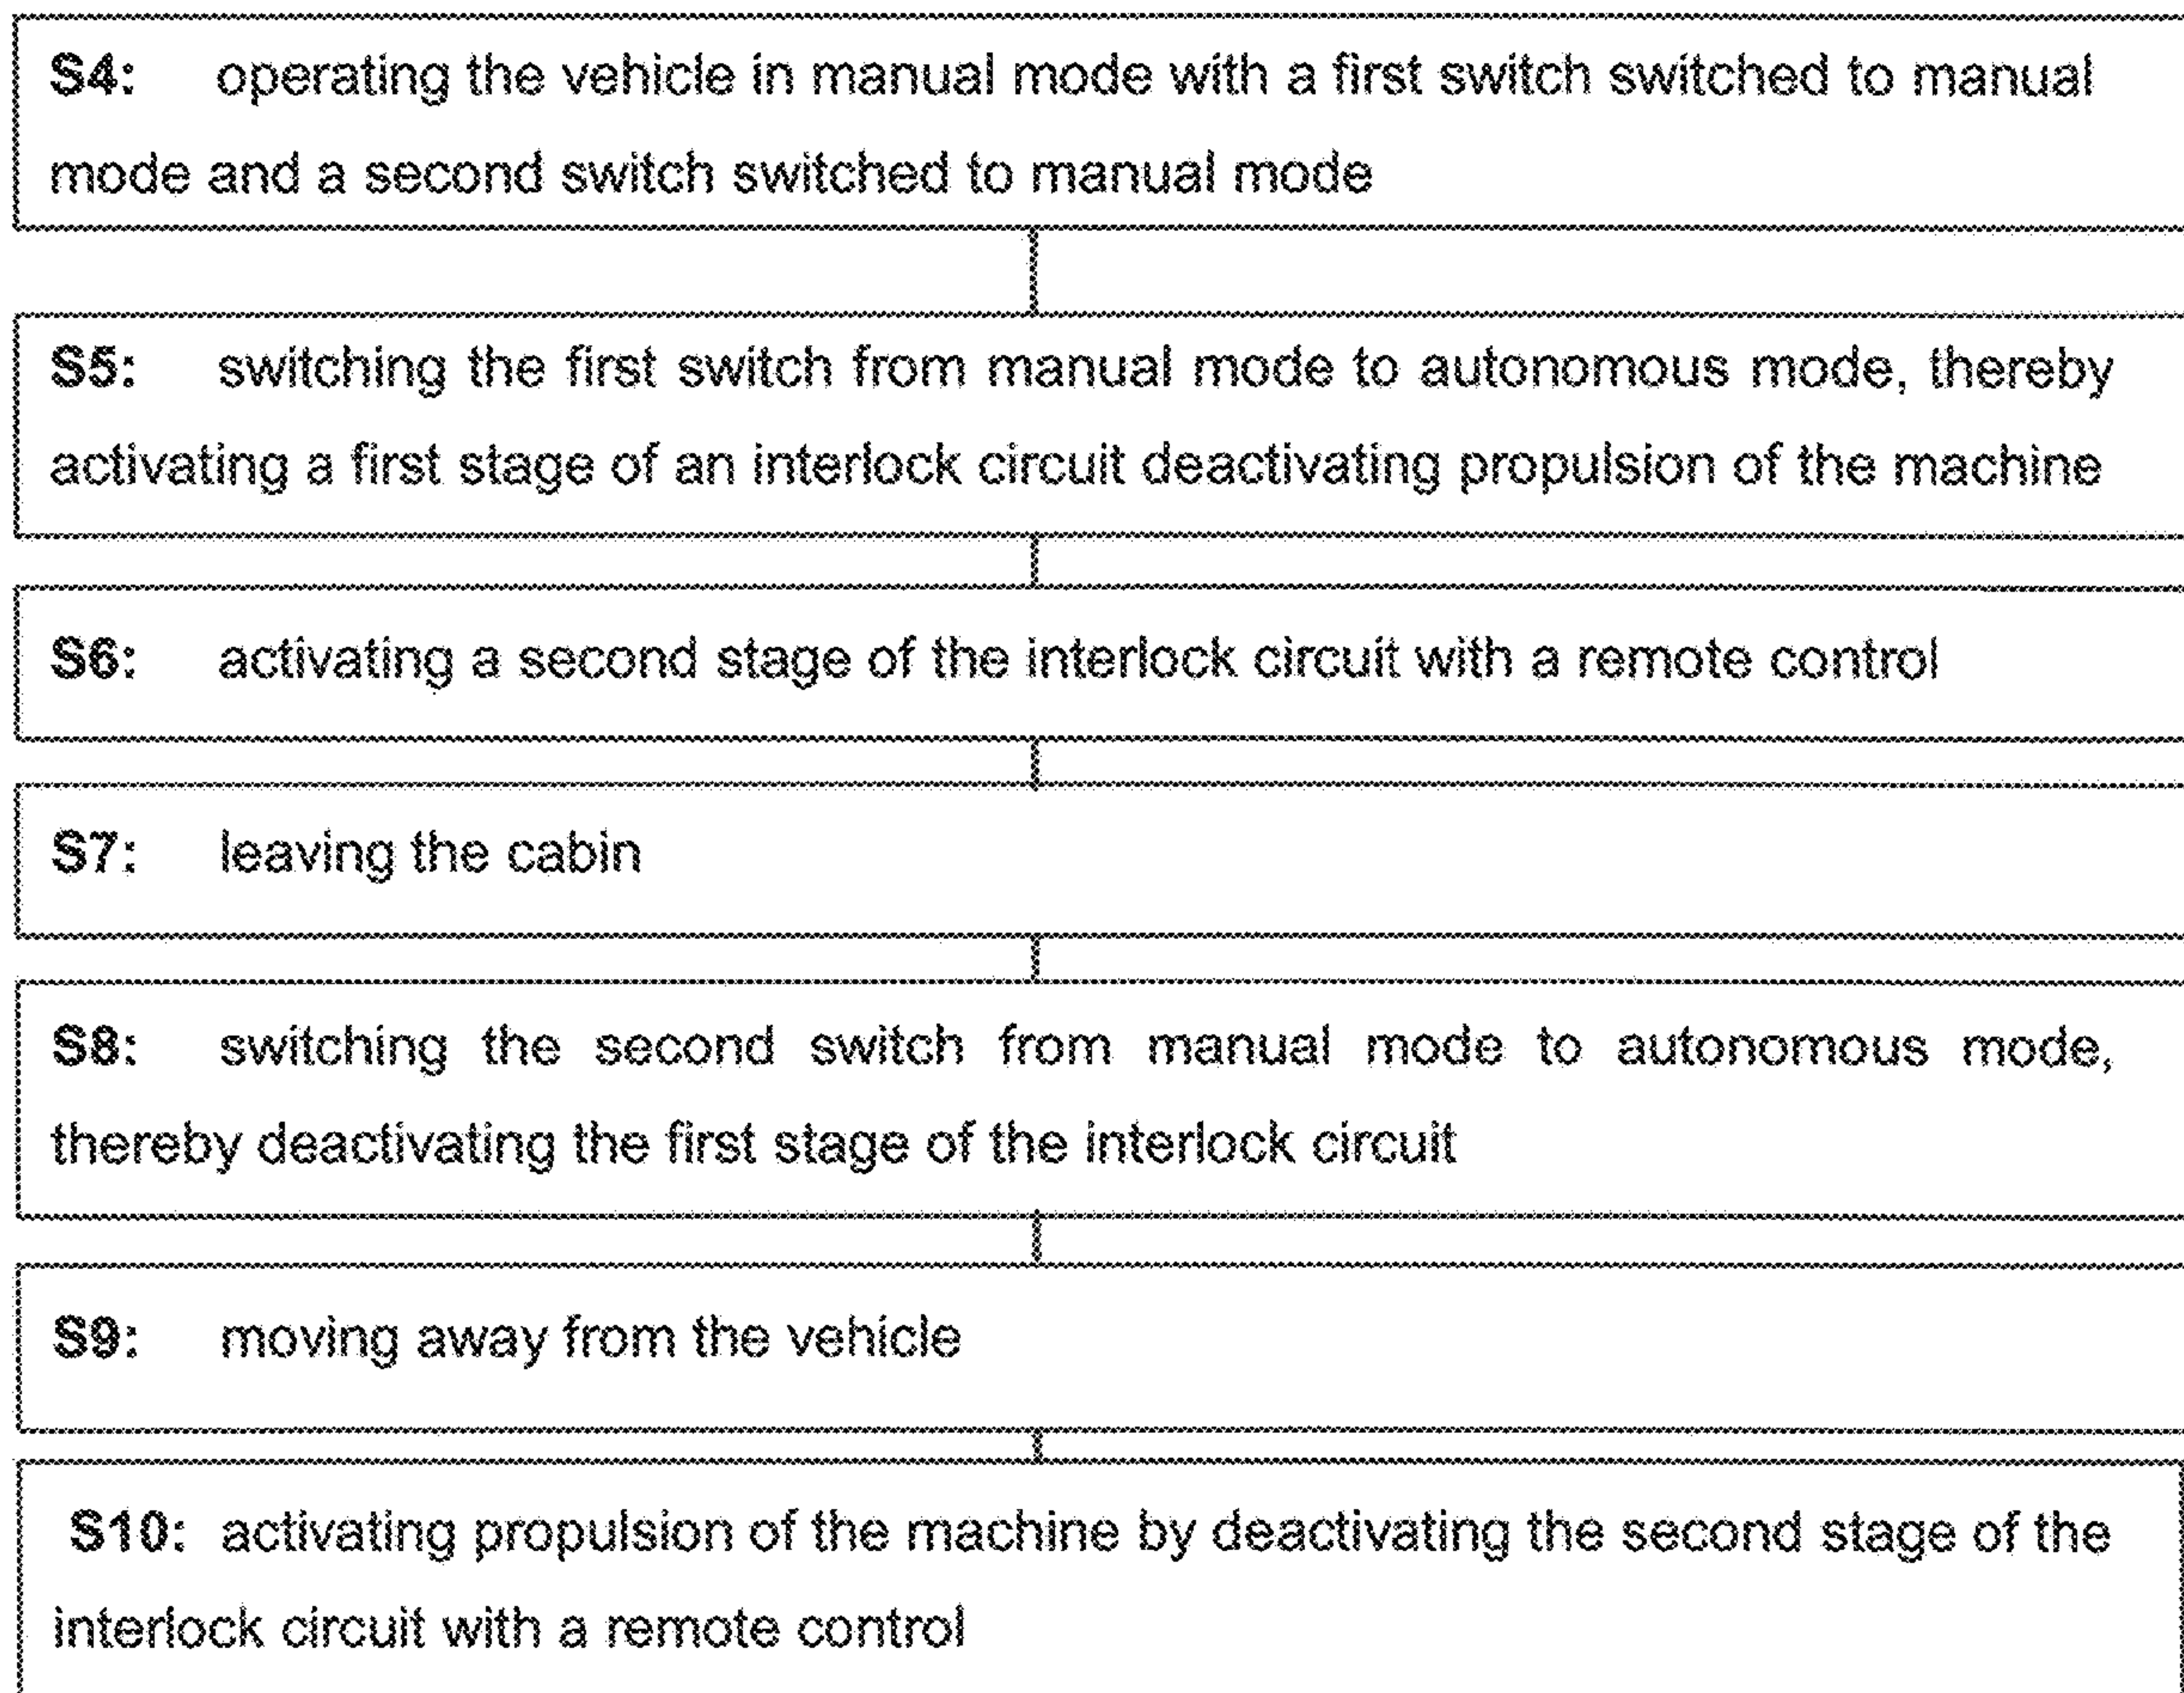 S4: operating the vehicle in manual mode with a first switch switched to manual
mode and a second switch switched to manual mode
S5: switching the first switch from manual mode to autonomous mode, thereby
activating a first stage of an interlock circuit deactivating propulsion of the machine
S6: activating a second stage of the interlock circuit with a remote control
S7: leaving the cabin
S8: switching the second switch from manual mode to autonomous mode,
thereby deactivating the first stage of the interlock circuit
S9: moving away from the vehicle
S10: activating propulsion of the machine by deactivating the second stage of the
interlock circuit with a remote control